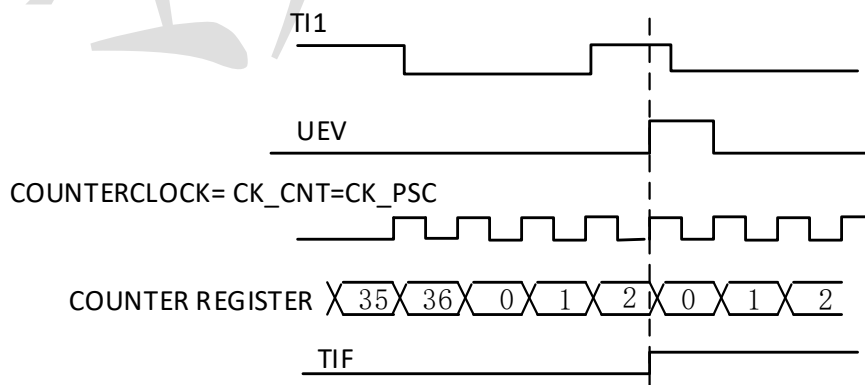 TI1
UEV
COUNTERCLOCK= CK_CNT=CK_PSC
COUNTER REGISTER 35 36 0 1 2 0 1 2
TIF